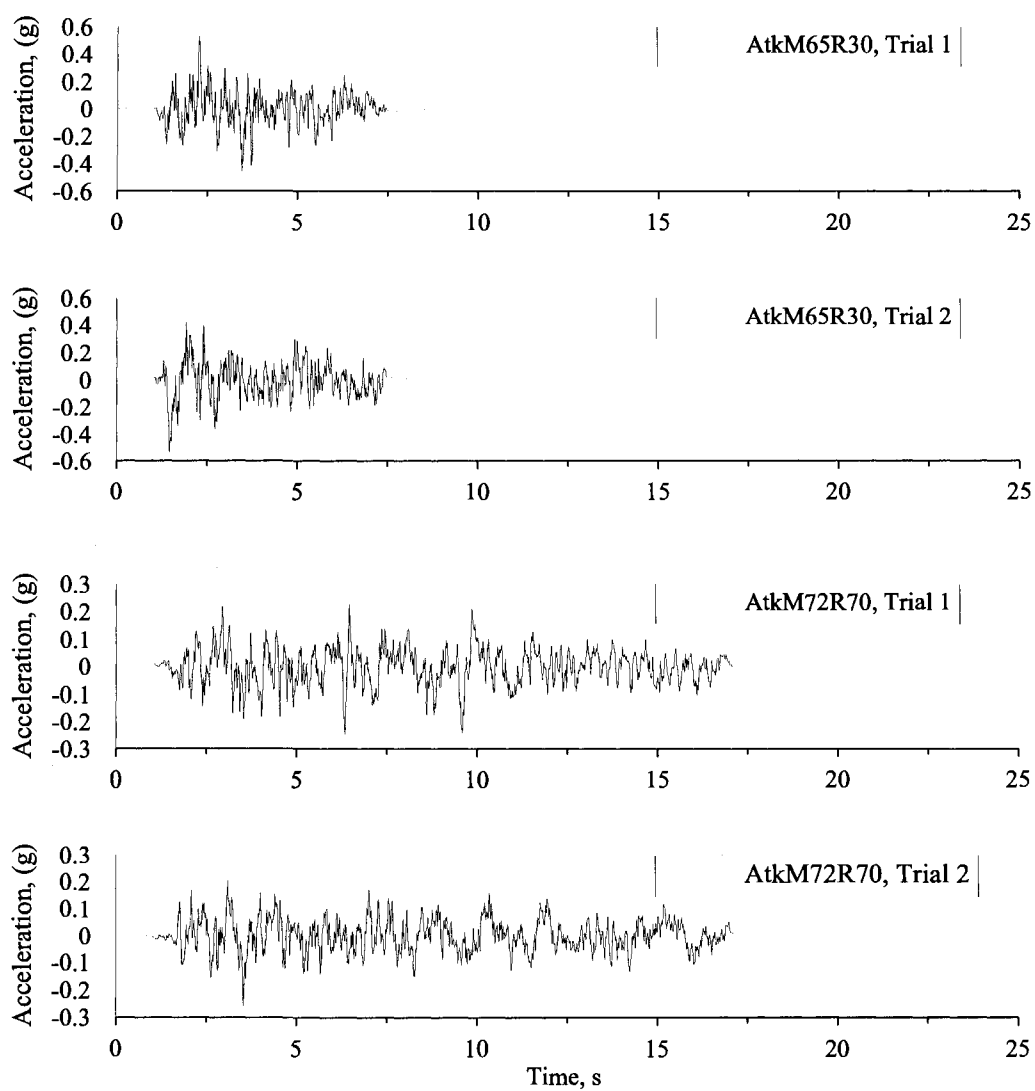 Acceleration, (g)
0.6
0.4
0.2
0
-0.2
-0.4
-0.6
AtkM65R30, Trial 1
0 5 10 15 20 25
Acceleration, (g)
0.6
0.4
0.2
0
-0.2
-0.4
-0.6
AtkM65R30, Trial 2
0 5 10 15 20 25
Acceleration, (g)
0.3
0.2
0.1
0
-0.1
-0.2
-0.3
AtkM72R70, Trial 1
0 5 10 15 20 25
Acceleration, (g)
0.3
0.2
0.1
0
-0.1
-0.2
-0.3
AtkM72R70, Trial 2
0 5 10 15 20 25
Time, s